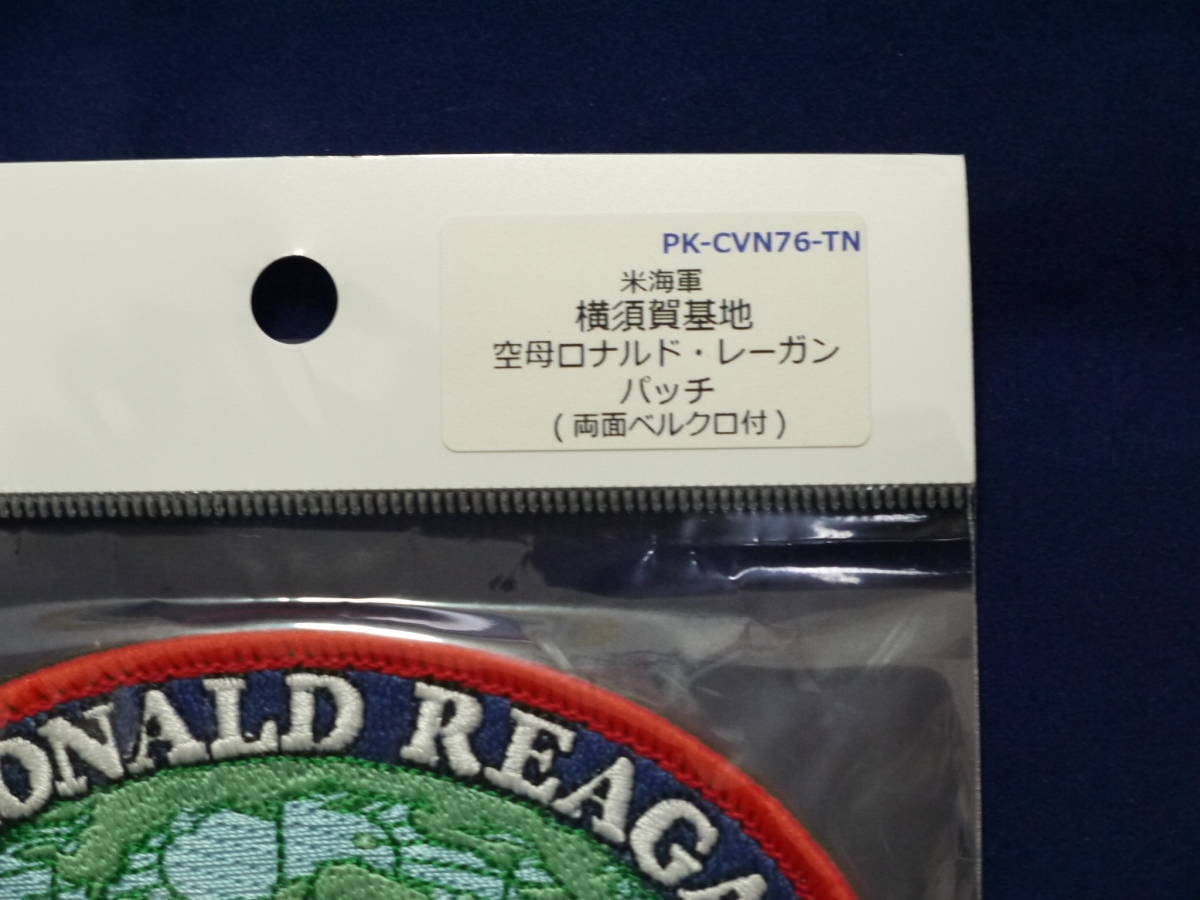 PK-CVN76-TN
米海軍
横須賀基地
空母ロナルド・レーガン
パッチ
(両面ベルクロ付)
ONALD REAGA